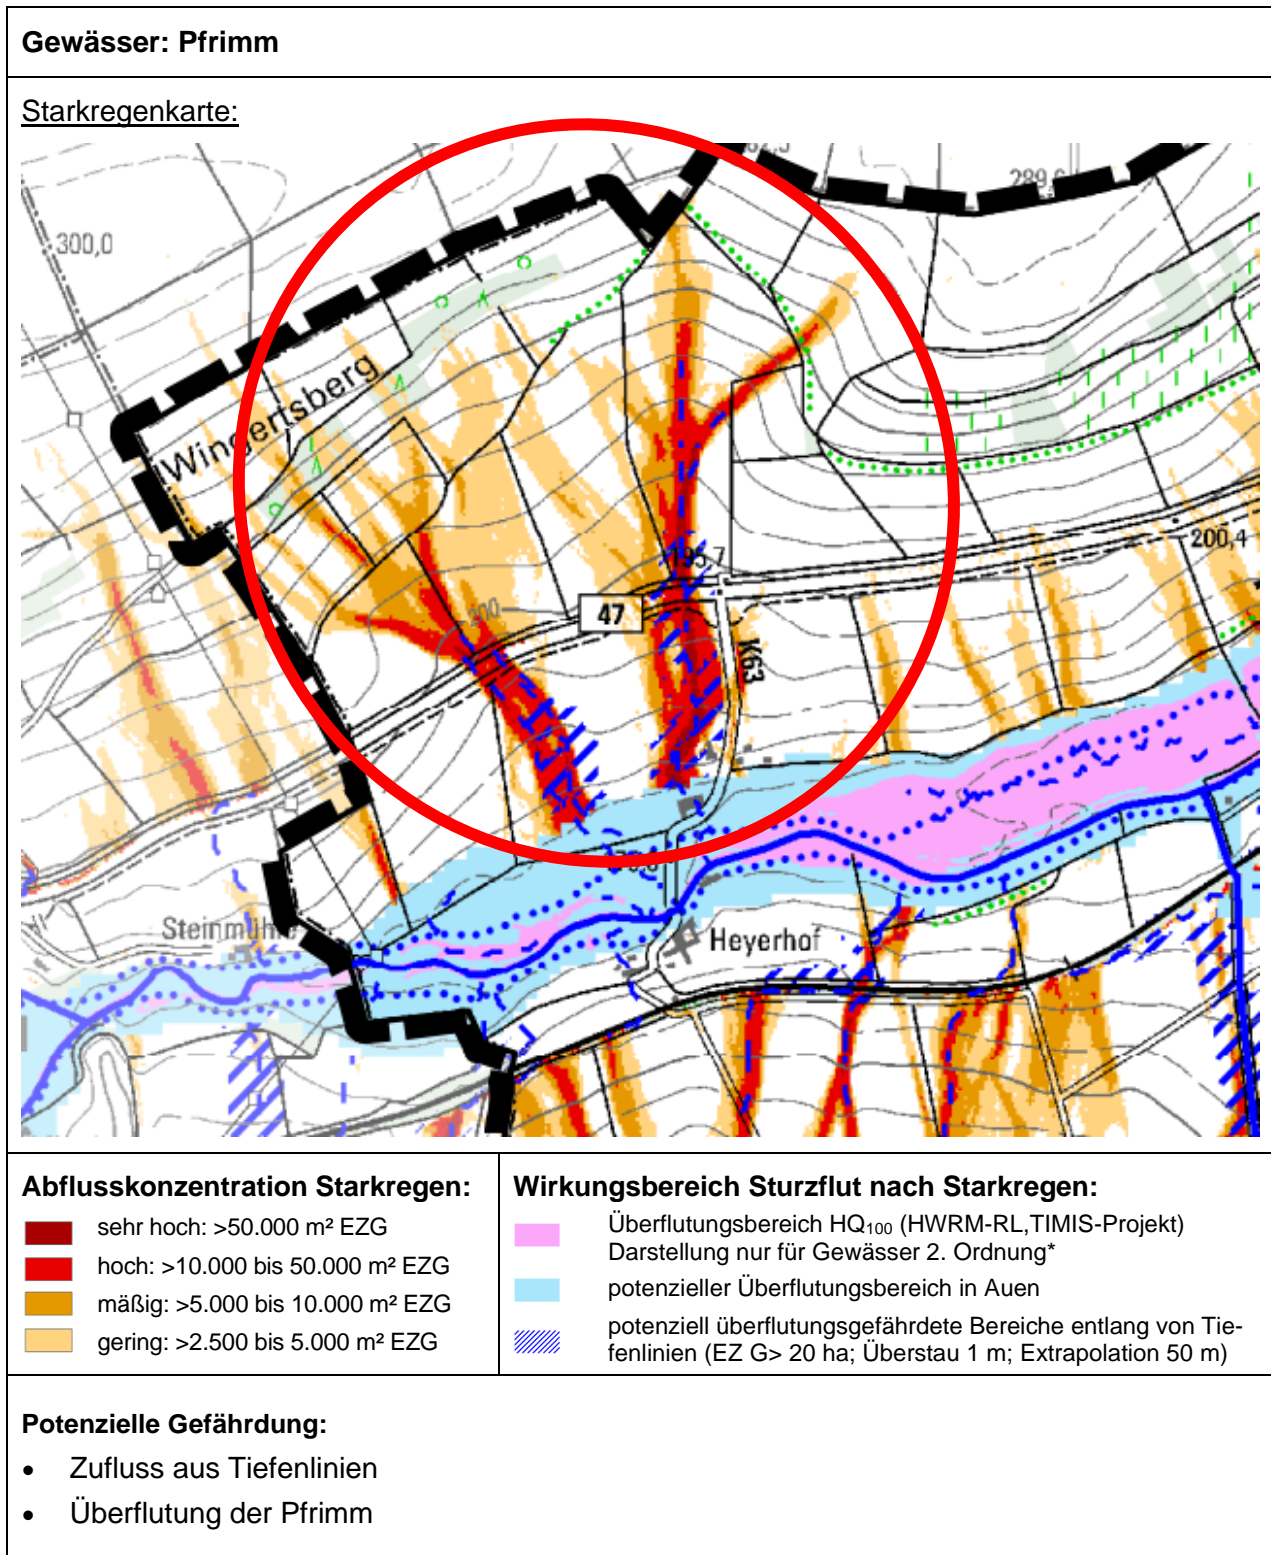 Gewässer: Pfrimm
Starkregenkarte:
289,6
300,0
Wingertsberg
195,7
200,4
200
47
K63
Heyerhof
Abflusskonzentration Starkregen:
sehr hoch: >50.000 m² EZG
hoch: >10.000 bis 50.000 m² EZG
mäßig: >5.000 bis 10.000 m² EZG
gering: >2.500 bis 5.000 m² EZG
Wirkungsbereich Sturzflut nach Starkregen:
Überflutungsbereich HQ₁₀₀ (HWRM-RL,TIMIS-Projekt)
Darstellung nur für Gewässer 2. Ordnung*
potenzieller Überflutungsbereich in Auen
potenziell überflutungsgefährdete Bereiche entlang von Tie-
fenlinien (EZ G> 20 ha; Überstau 1 m; Extrapolation 50 m)
Potenzielle Gefährdung:
• Zufluss aus Tiefenlinien
• Überflutung der Pfrimm